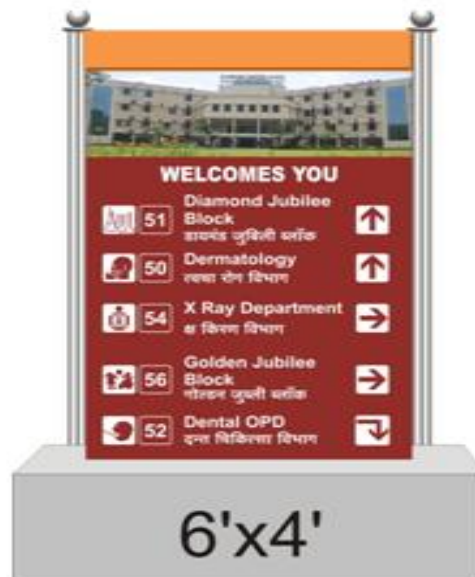 WELCOMES YOU
51 Diamond Jubilee
Block
डायमंड जुबिली ब्लॉक
50 Dermatology
त्वचा रोग विभाग
54 X Ray Department
क्ष किरण विभाग
56 Golden Jubilee
Block
गोल्डन जुब्ली ब्लॉक
52 Dental OPD
दन्त चिकित्सा विभाग
6'x4'